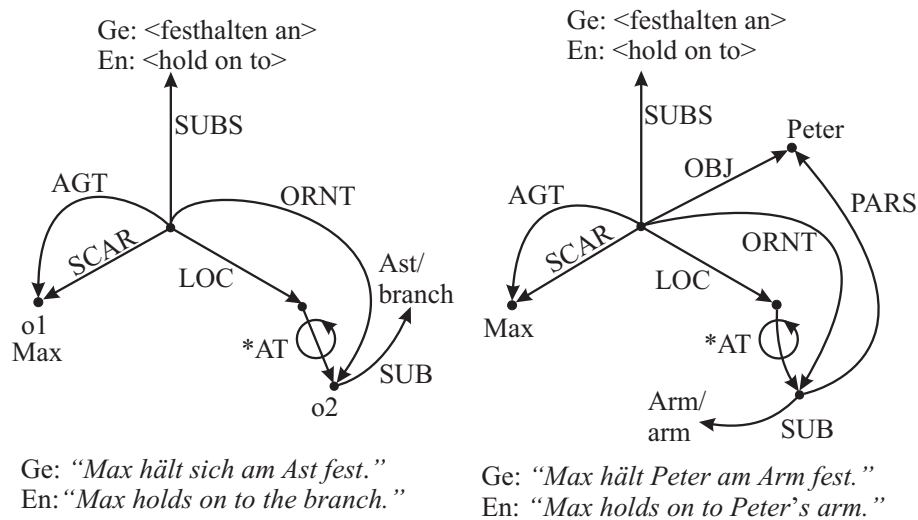 Ge: <festhalten an>
En: <hold on to>
SUBS
AGT
ORNT
SCAR
LOC
Ast/
branch
o1
Max
*AT
SUB
o2
Ge: “Max hält sich am Ast fest.”
En:“Max holds on to the branch.”
Ge: <festhalten an>
En: <hold on to>
SUBS
Peter
OBJ
AGT
PARS
SCAR
ORNT
LOC
Max
*AT
Arm/
arm
SUB
Ge: “Max hält Peter am Arm fest.”
En: “Max holds on to Peter’s arm.”